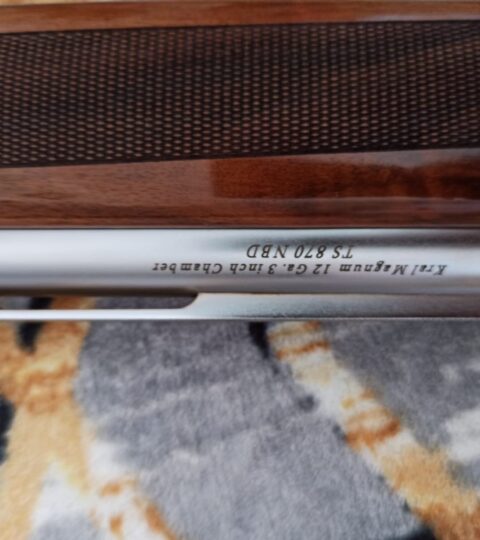 Kral Magnum 12 Ga. 3 inch Chamber
TS 870 NBD